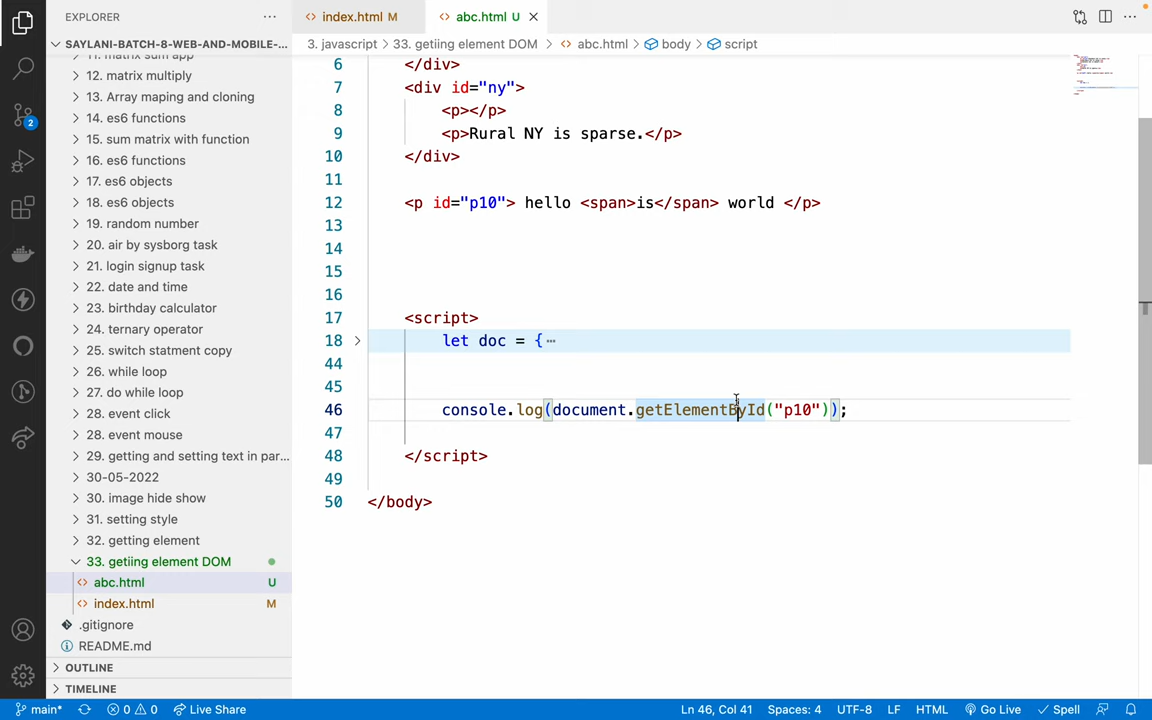 EXPLORER
index.html M
abc.html U
SAYLANI-BATCH-8-WEB-AND-MOBILE-...
3. javascript > 33. getiing element DOM > abc.html > body > script
11. matrix sum app
12. matrix multiply
13. Array maping and cloning
14. es6 functions
15. sum matrix with function
16. es6 functions
17. es6 objects
18. es6 objects
19. random number
20. air by sysborg task
21. login signup task
22. date and time
23. birthday calculator
24. ternary operator
25. switch statment copy
26. while loop
27. do while loop
28. event click
28. event mouse
29. getting and setting text in par...
30-05-2022
30. image hide show
31. setting style
32. getting element
33. getiing element DOM
abc.html U
index.html M
.gitignore
README.md
OUTLINE
TIMELINE
2
6 </div>
7 <div id="ny">
8 <p></p>
9 <p>Rural NY is sparse.</p>
10 </div>
11
12 <p id="p10"> hello <span>is</span> world </p>
13
14
15
16
17 <script>
18 let doc = { ⋯
44
45
46 console.log(document.getElementById("p10"));
47
48 </script>
49
50 </body>
main* 0 0 Live Share Ln 46, Col 41 Spaces: 4 UTF-8 LF HTML Go Live Spell